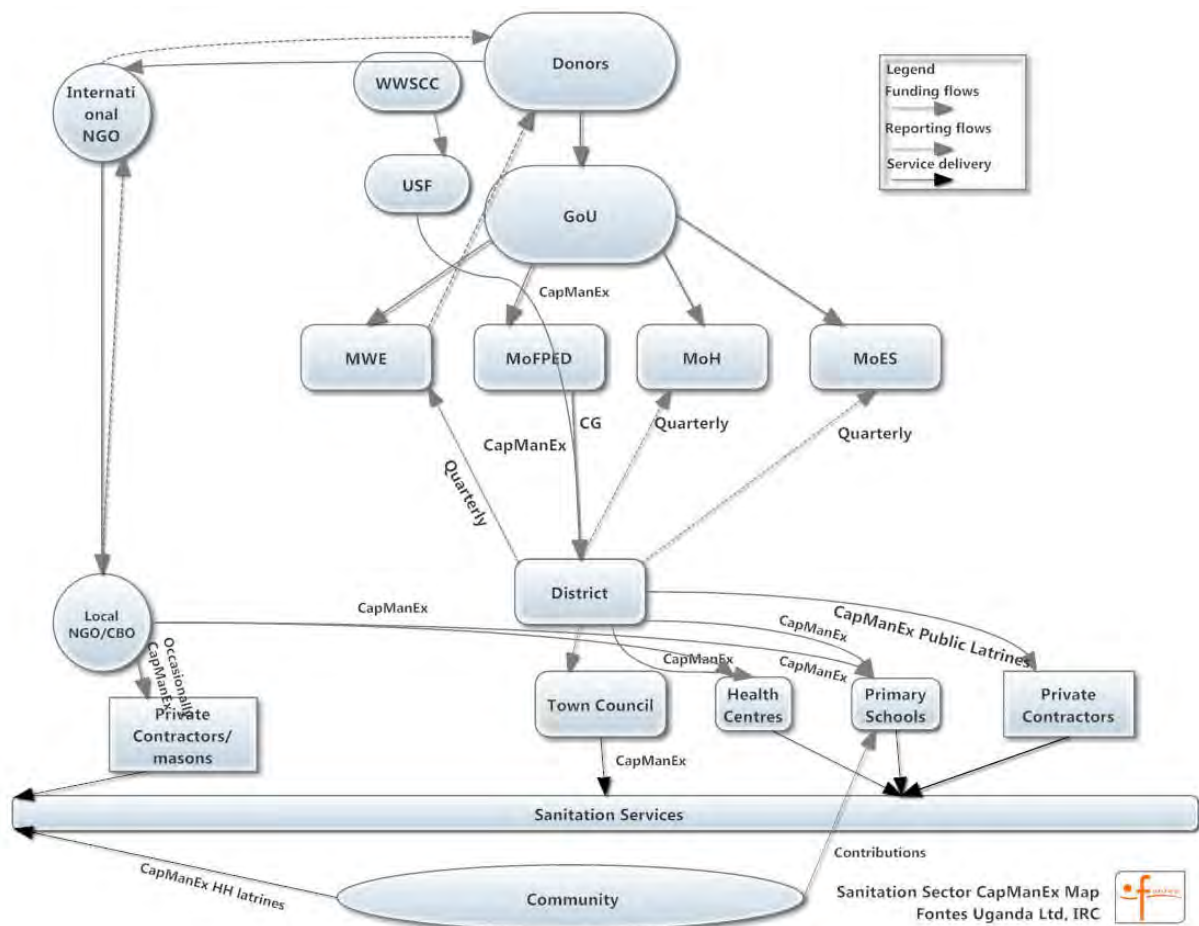 Donors
WWSCC
Internati
onal
NGO
Legend
Funding flows
Reporting flows
Service delivery
USF
GoU
CapManEx
MWE
MoFPED
MoH
MoES
CG
Quarterly
CapManEx
Quarterly
Quarterly
District
Local
NGO/CBO
CapManEx
CapManEx
CapManEx Public Latrines
Occasionally
CapManEx
CapManEx
CapManEx
Private
Contractors/
masons
Town Council
Health
Centres
Primary
Schools
Private
Contractors
CapManEx
Sanitation Services
CapManEx HH latrines
Community
Contributions
Sanitation Sector CapManEx Map
Fontes Uganda Ltd, IRC